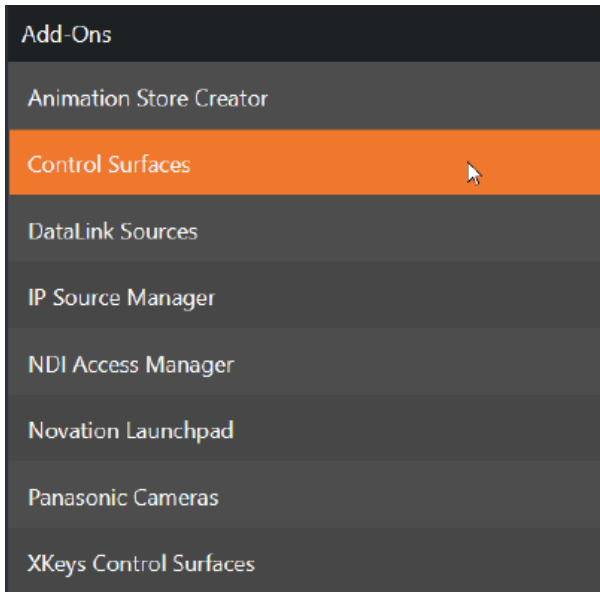 Add-Ons
Animation Store Creator
Control Surfaces
DataLink Sources
IP Source Manager
NDI Access Manager
Novation Launchpad
Panasonic Cameras
XKeys Control Surfaces